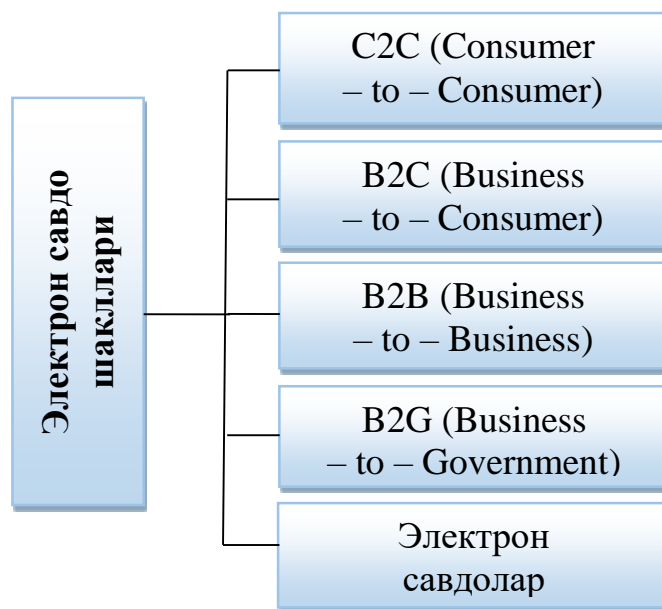 Электрон савдо
шакллари
C2C (Consumer
– to – Consumer)
B2C (Business
– to – Consumer)
B2B (Business
– to – Business)
B2G (Business
– to – Government)
Электрон
савдолар